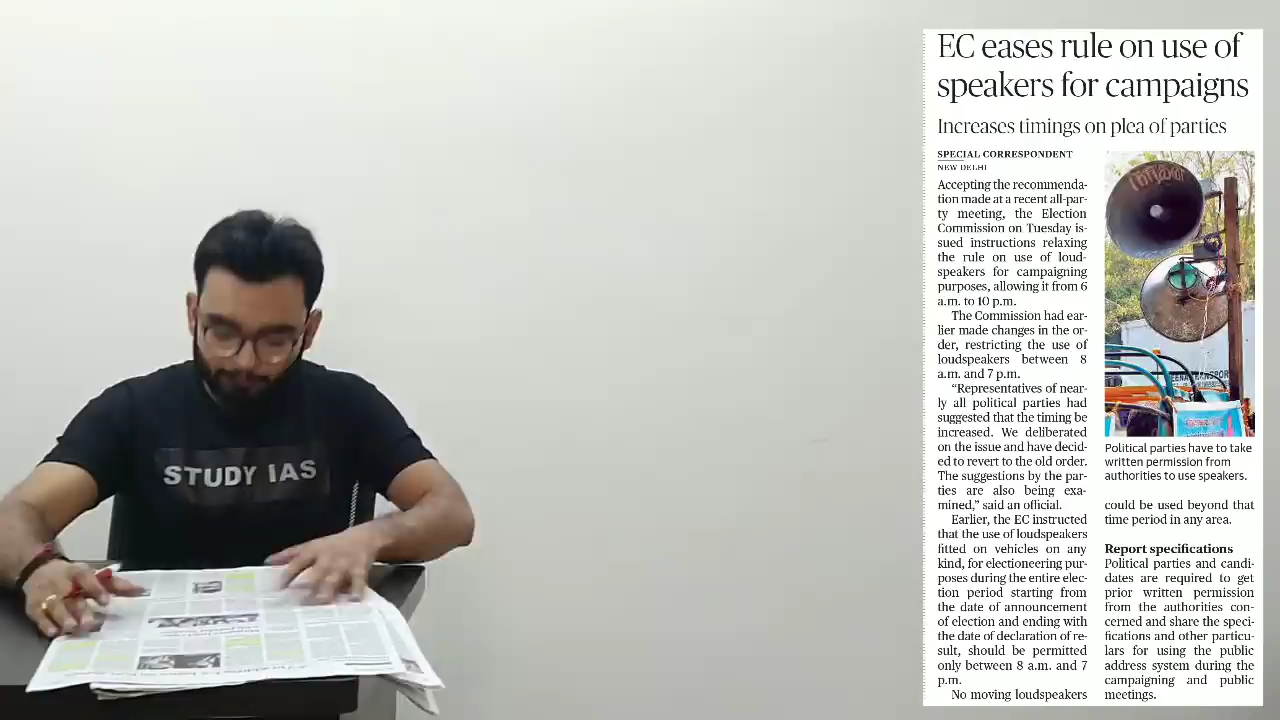 STUDY IAS
EC eases rule on use of
speakers for campaigns
Increases timings on plea of parties
SPECIAL CORRESPONDENT
NEW DELHI
Accepting the recommenda-
tion made at a recent all-par-
ty meeting, the Election
Commission on Tuesday is-
sued instructions relaxing
the rule on use of loud-
speakers for campaigning
purposes, allowing it from 6
a.m. to 10 p.m.
The Commission had ear-
lier made changes in the or-
der, restricting the use of
loudspeakers between 8
a.m. and 7 p.m.
“Representatives of near-
ly all political parties had
suggested that the timing be
increased. We deliberated
on the issue and have decid-
ed to revert to the old order.
The suggestions by the par-
ties are also being exa-
mined,” said an official.
Earlier, the EC instructed
that the use of loudspeakers
fitted on vehicles on any
kind, for electioneering pur-
poses during the entire elec-
tion period starting from
the date of announcement
of election and ending with
the date of declaration of re-
sult, should be permitted
only between 8 a.m. and 7
p.m.
No moving loudspeakers
Political parties have to take
written permission from
authorities to use speakers.
could be used beyond that
time period in any area.
Report specifications
Political parties and candi-
dates are required to get
prior written permission
from the authorities con-
cerned and share the speci-
fications and other particu-
lars for using the public
address system during the
campaigning and public
meetings.